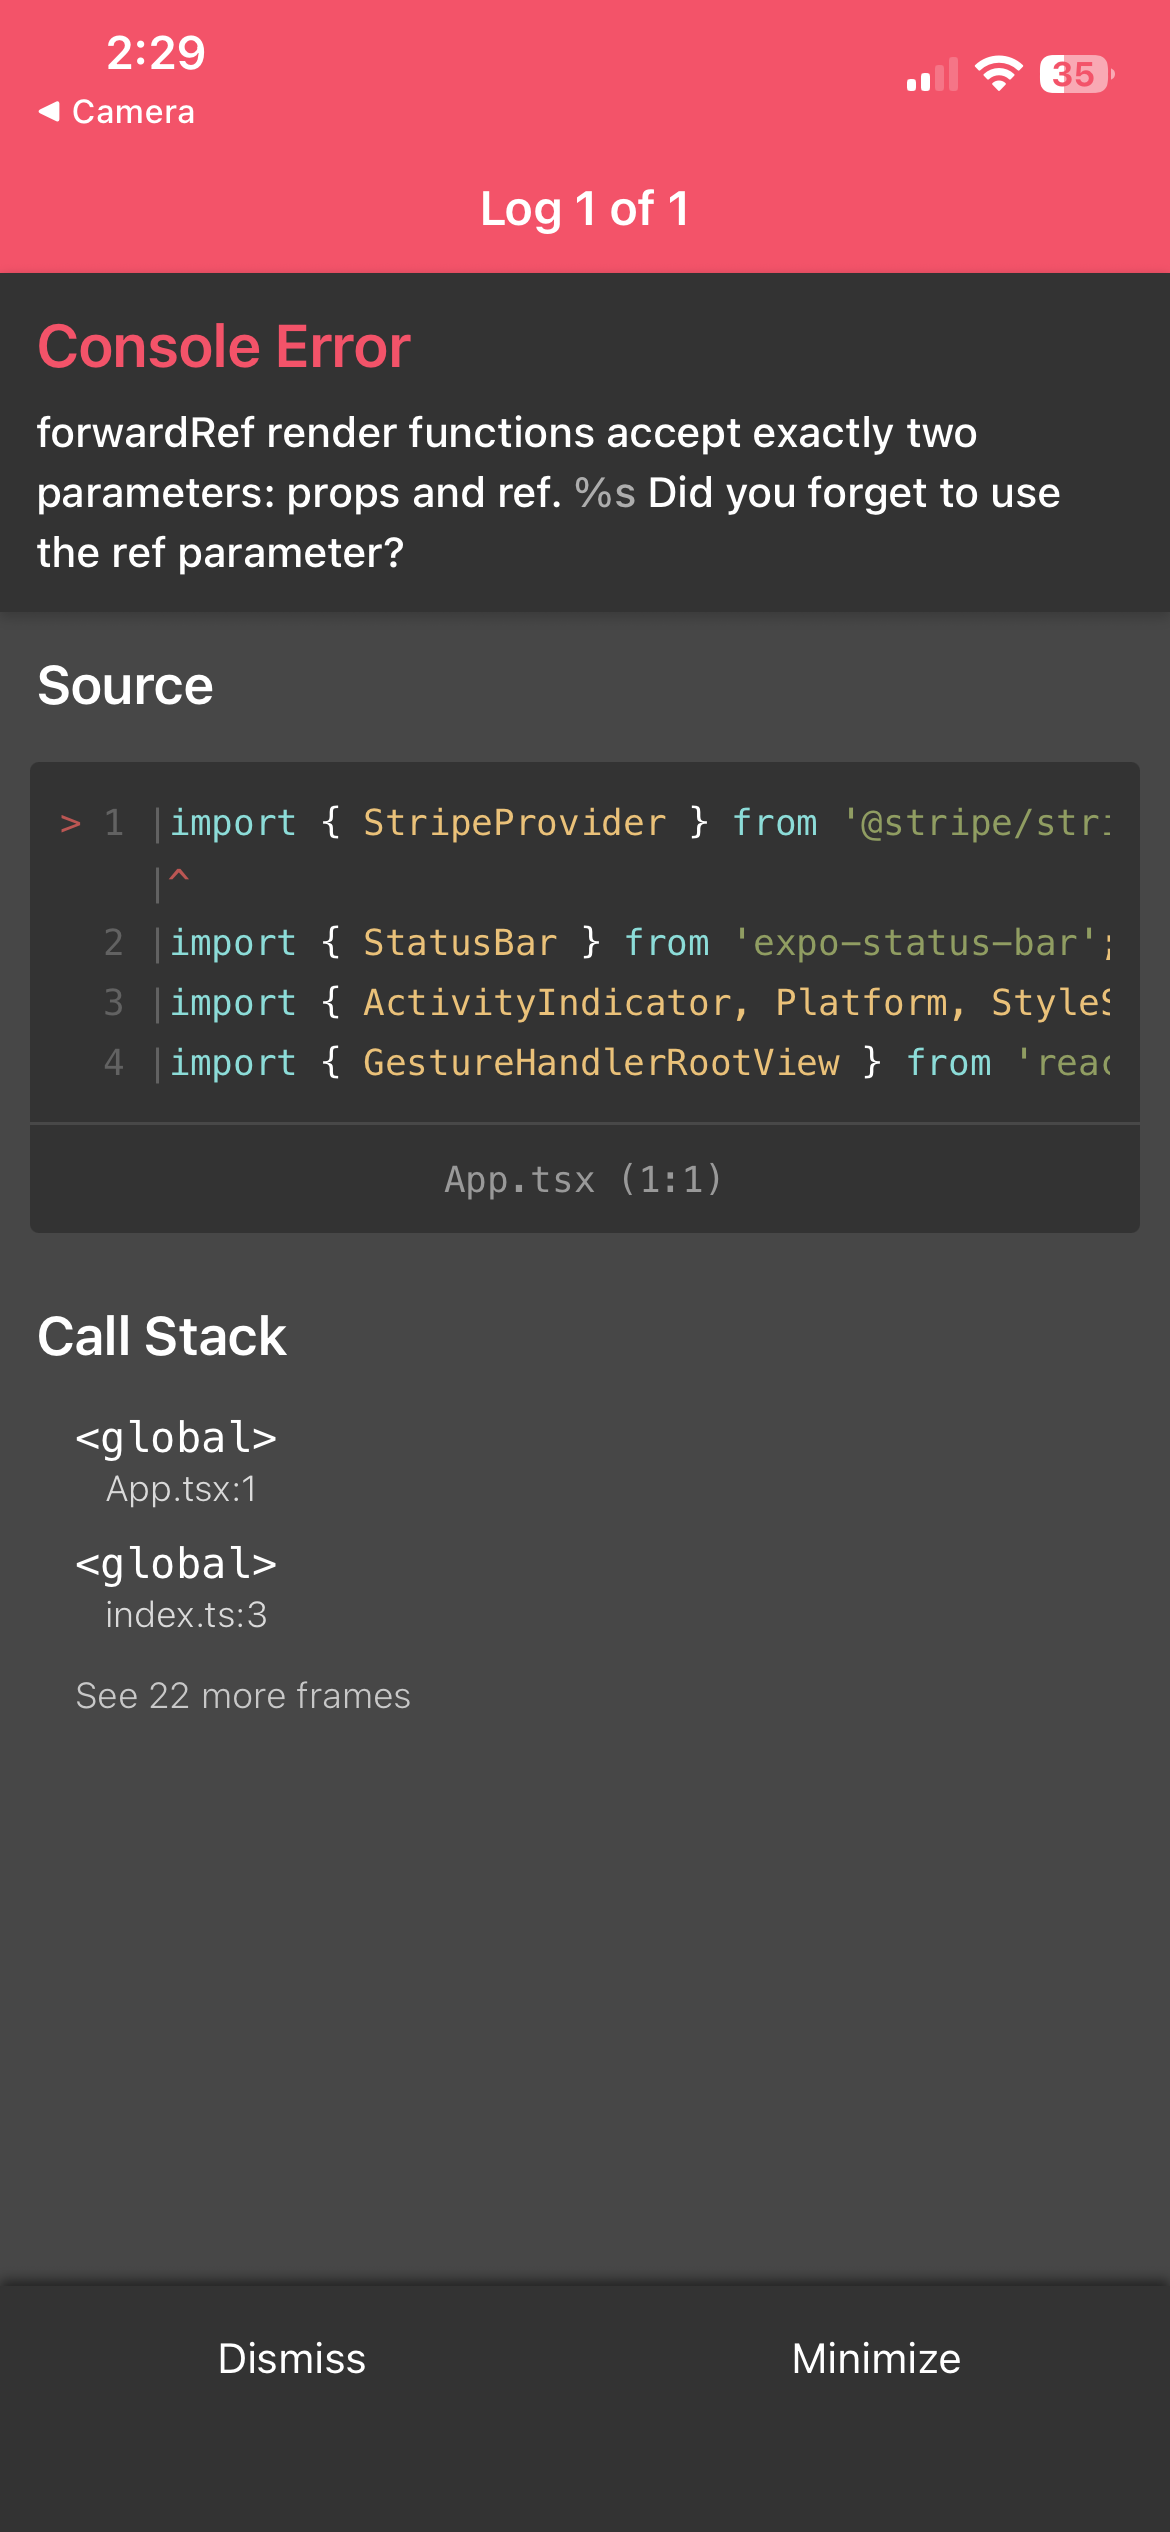 2:29
35
◀ Camera
Log 1 of 1
Console Error
forwardRef render functions accept exactly two
parameters: props and ref. %s Did you forget to use
the ref parameter?
Source
> 1 |import { StripeProvider } from '@stripe/stri
|^
2 |import { StatusBar } from 'expo-status-bar';
3 |import { ActivityIndicator, Platform, StyleS
4 |import { GestureHandlerRootView } from 'reac
App.tsx (1:1)
Call Stack
<global>
App.tsx:1
<global>
index.ts:3
See 22 more frames
Dismiss Minimize